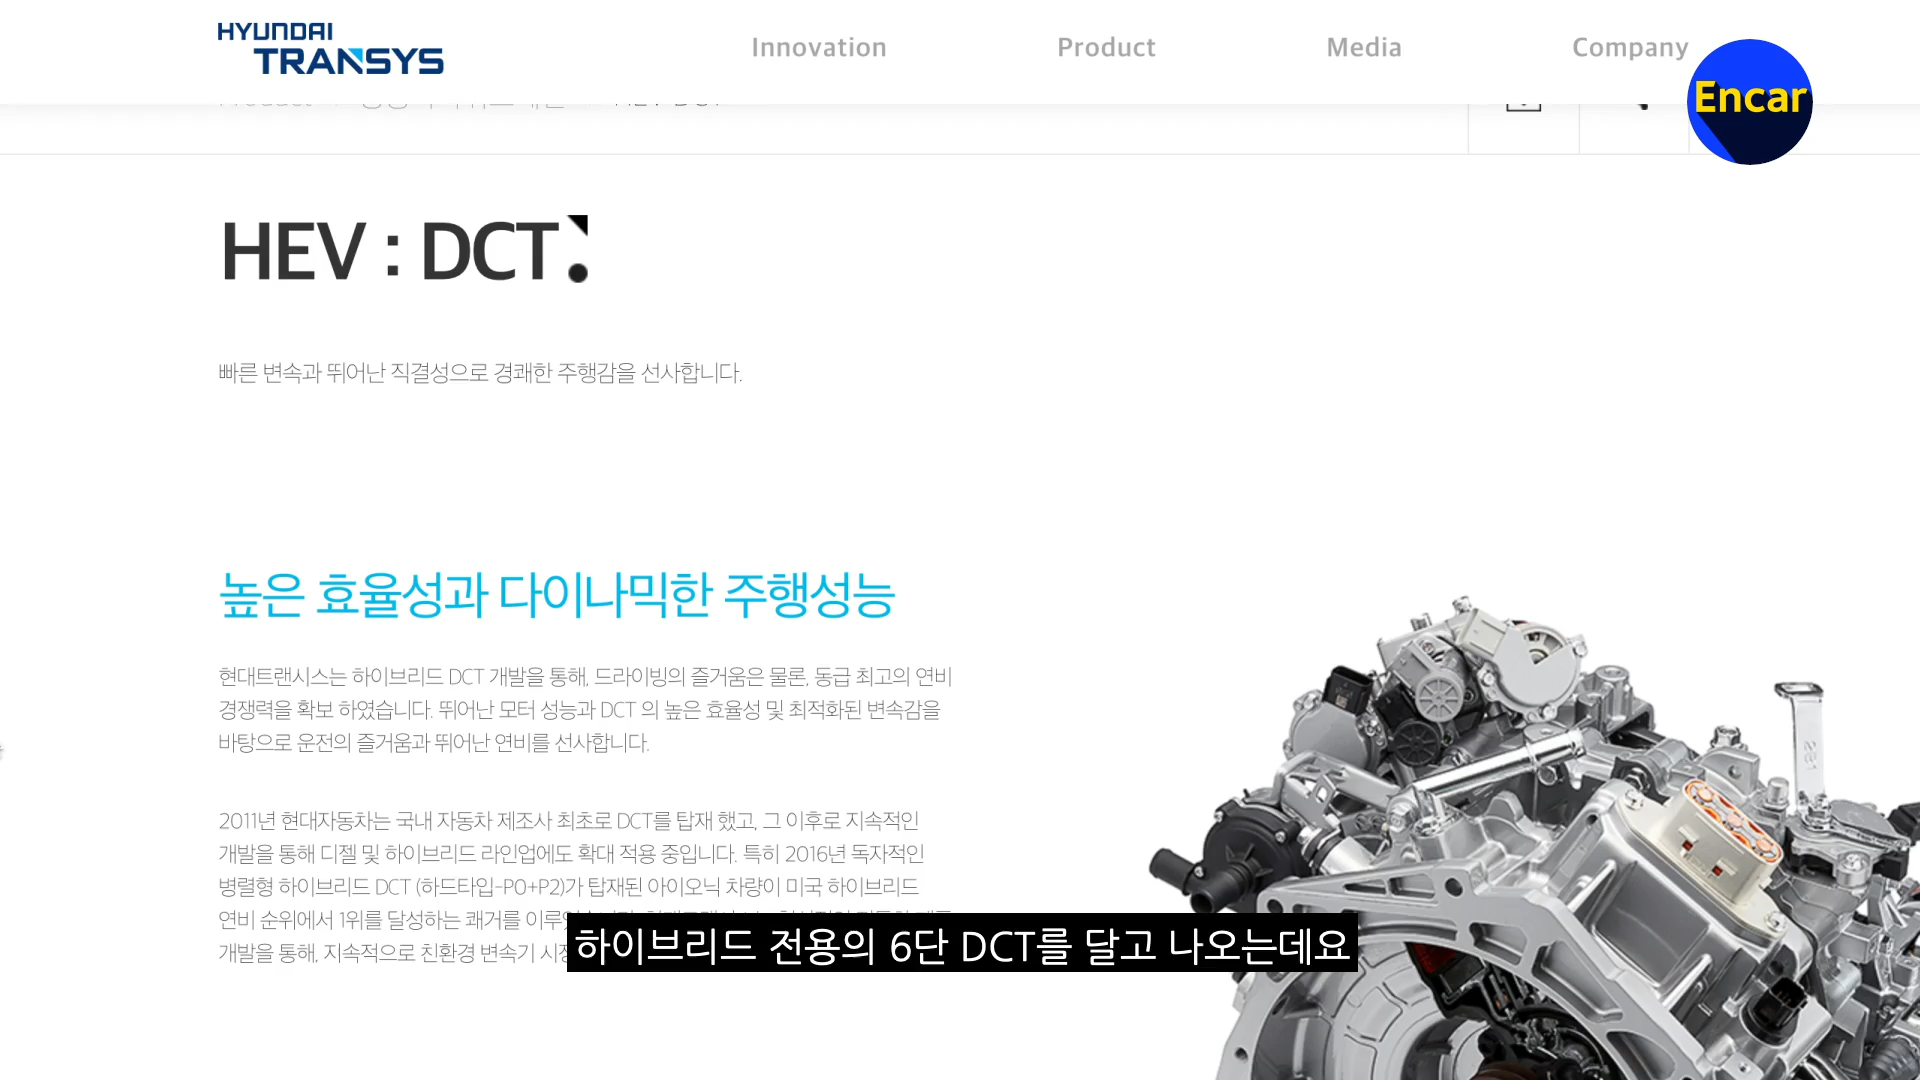 HYUNDAI
TRANSYS
Innovation
Product
Media
Company
Encar
HEV : DCT
빠른 변속과 뛰어난 직결성으로 경쾌한 주행감을 선사합니다.
높은 효율성과 다이나믹한 주행성능
현대트랜시스는 하이브리드 DCT 개발을 통해, 드라이빙의 즐거움은 물론, 동급 최고의 연비
경쟁력을 확보 하였습니다. 뛰어난 모터 성능과 DCT 의 높은 효율성 및 최적화된 변속감을
바탕으로 운전의 즐거움과 뛰어난 연비를 선사합니다.
2011년 현대자동차는 국내 자동차 제조사 최초로 DCT를 탑재 했고, 그 이후로 지속적인
개발을 통해 디젤 및 하이브리드 라인업에도 확대 적용 중입니다. 특히 2016년 독자적인
병렬형 하이브리드 DCT (하드타입-P0+P2)가 탑재된 아이오닉 차량이 미국 하이브리드
연비 순위에서 1위를 달성하는 쾌거를
개발을 통해, 지속적으로 친환경 변속기
하이브리드 전용의 6단 DCT를 달고 나오는데요